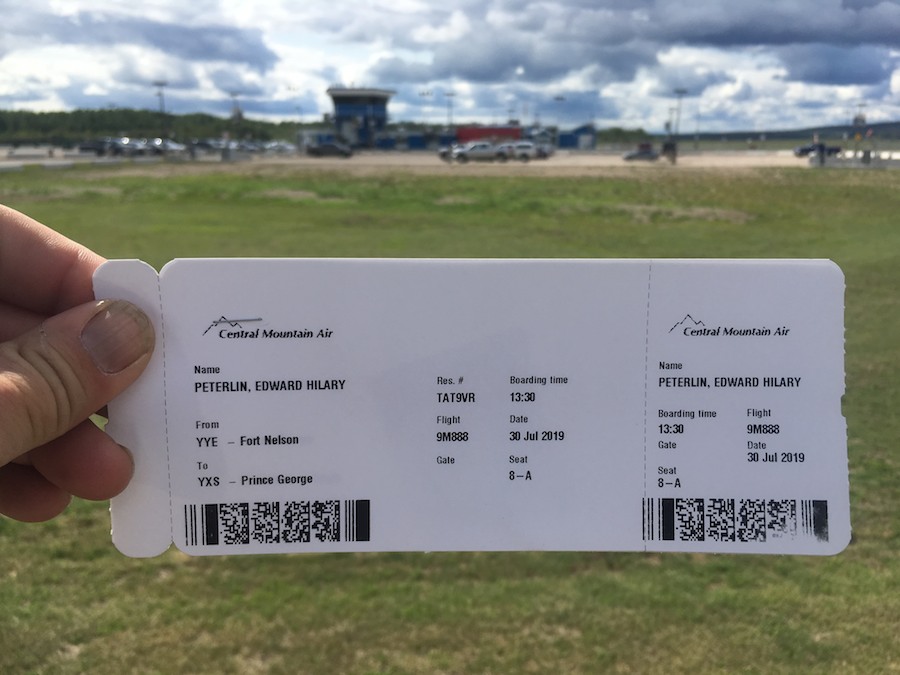 Central Mountain Air
Name
PETERLIN, EDWARD HILARY
From
YYE – Fort Nelson
To
YXS – Prince George
Res. #
TAT9VR
Boarding time
13:30
Flight
9M888
Date
30 Jul 2019
Gate
Seat
8–A
Central Mountain Air
Name
PETERLIN, EDWARD HILARY
Boarding time
13:30
Flight
9M888
Gate
Date
30 Jul 2019
Seat
8–A